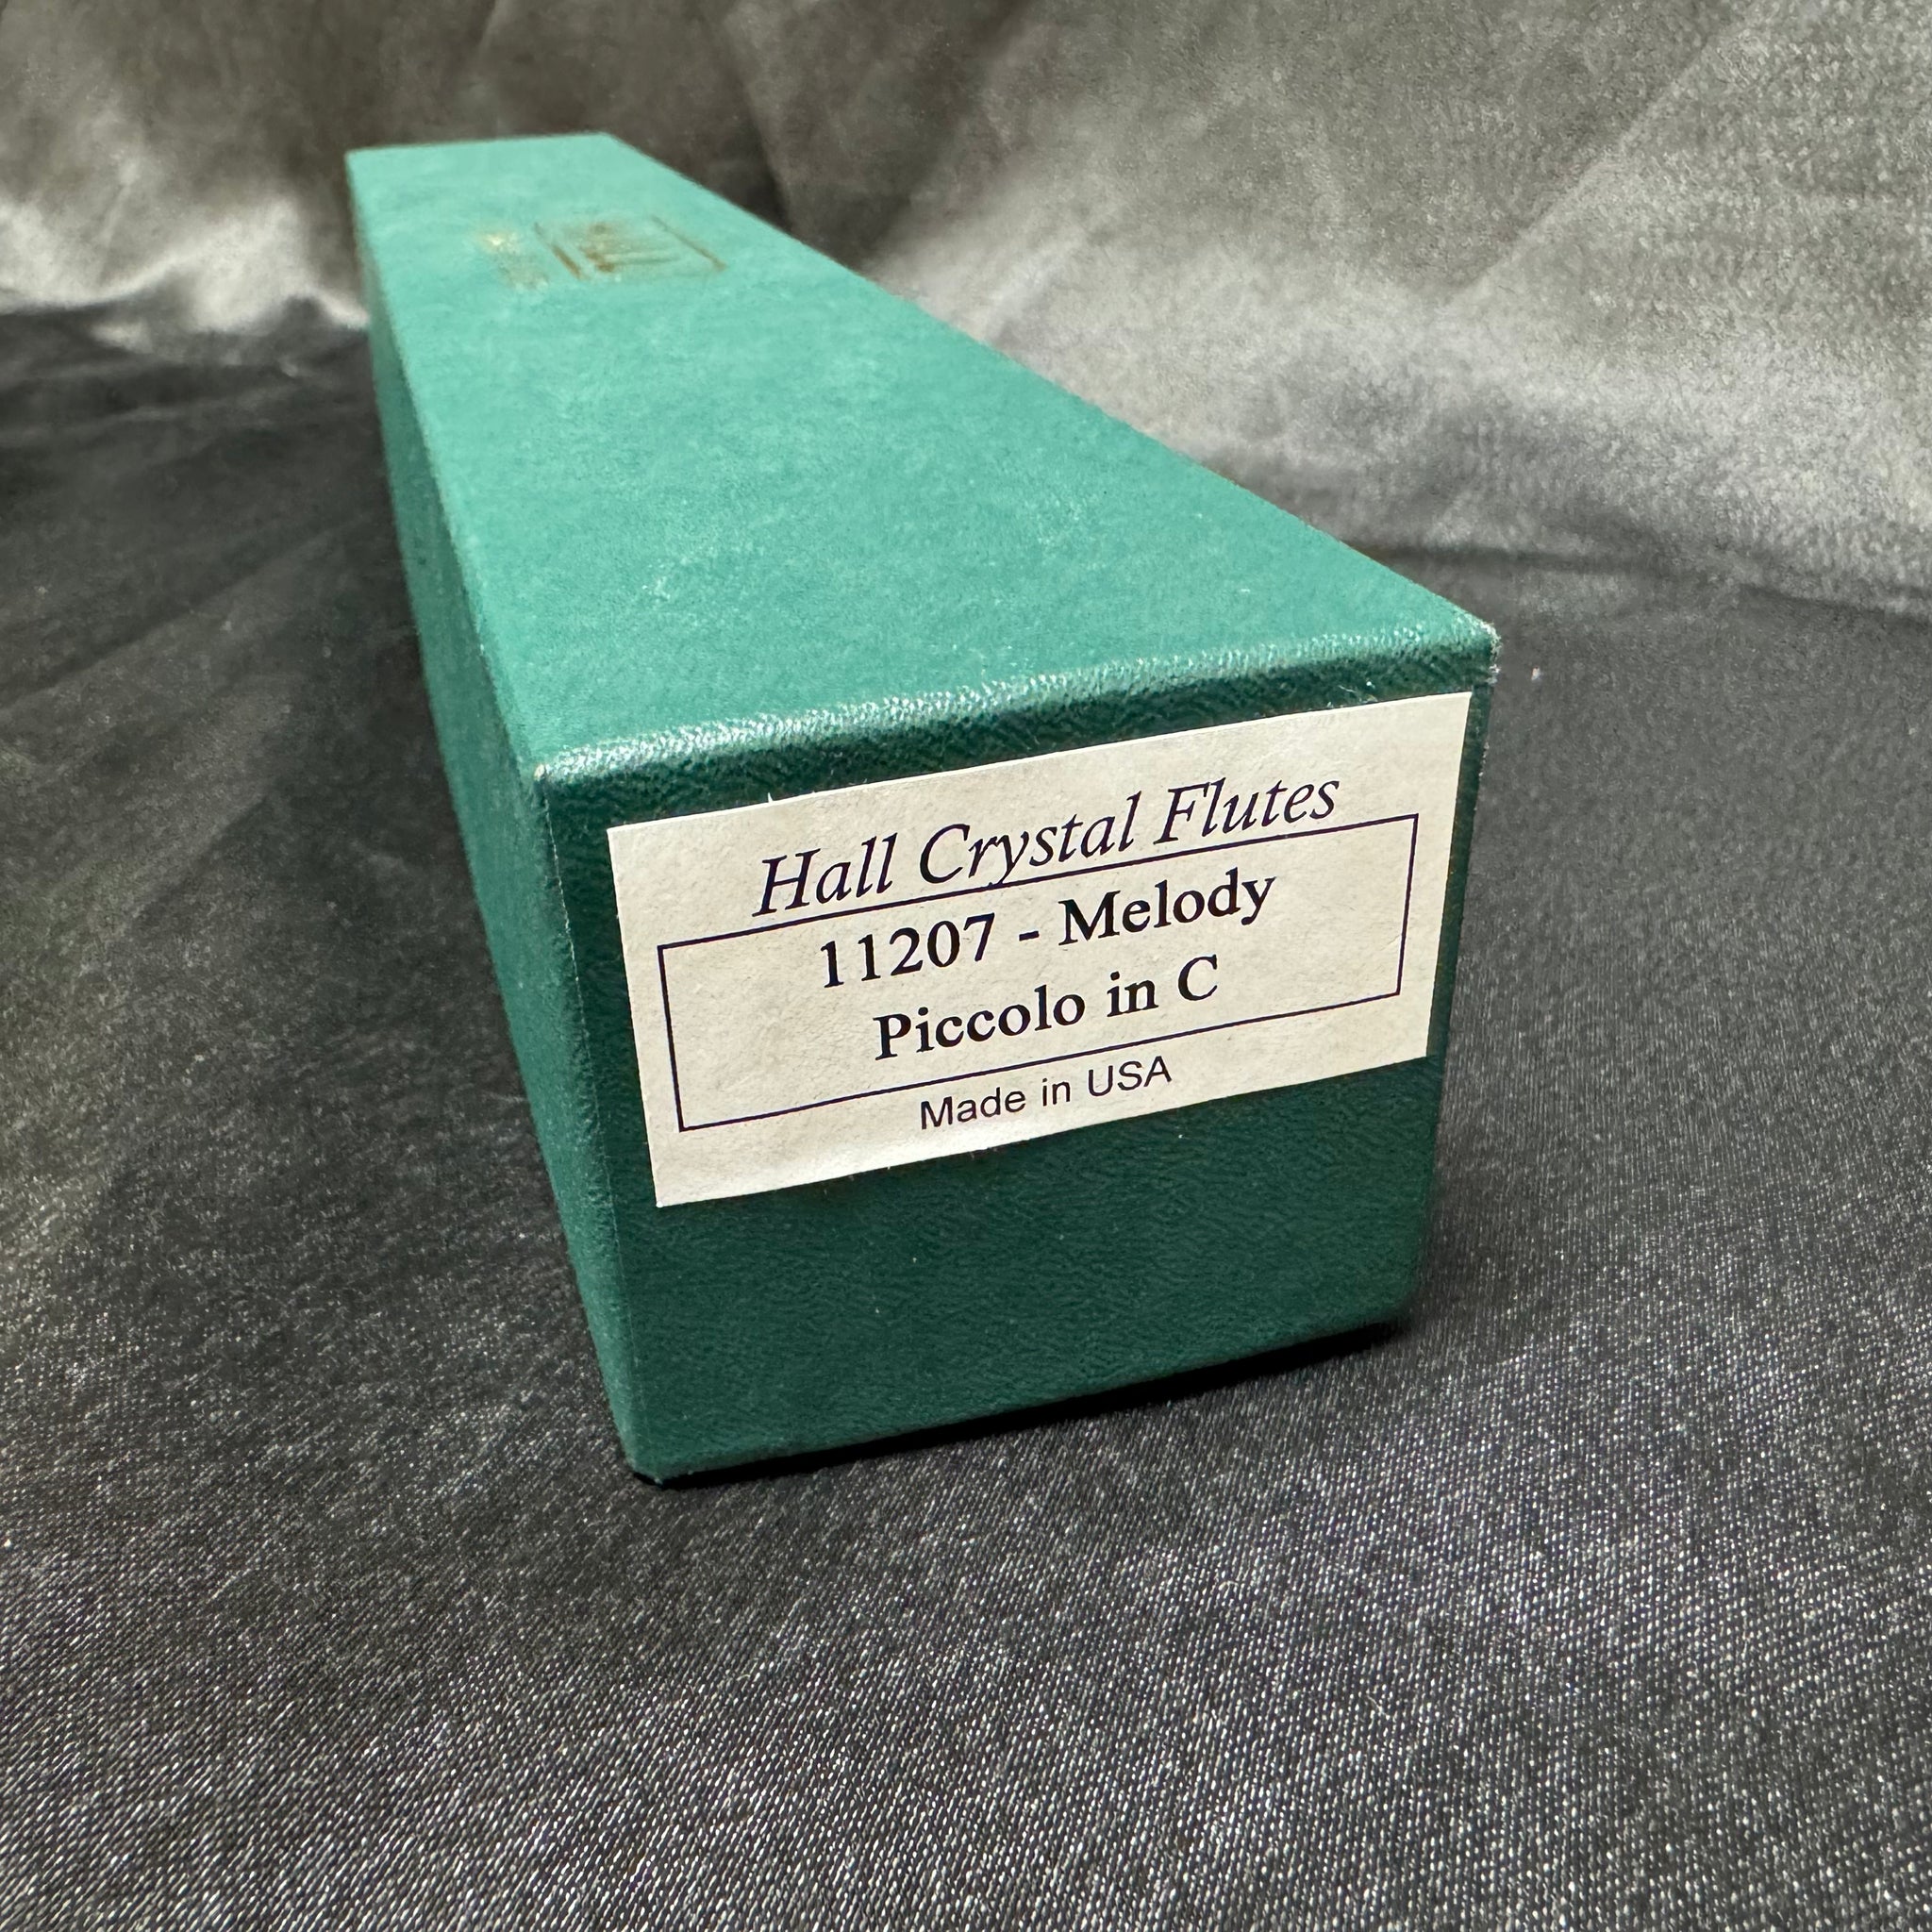 Hall Crystal Flutes
11207 - Melody
Piccolo in C
Made in USA